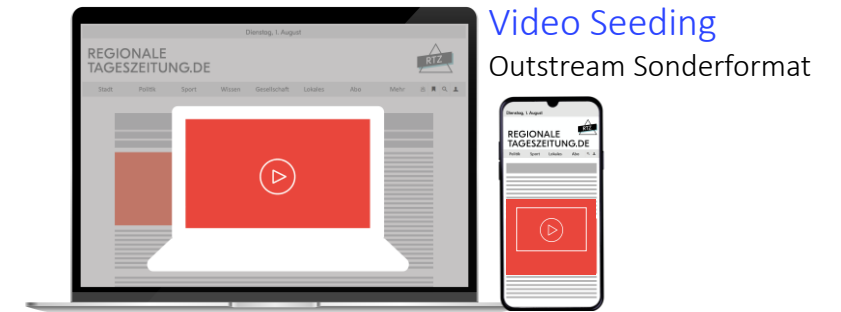 Video Seeding
Outstream Sonderformat
Dienstag, 1. August
REGIONALE
TAGESZEITUNG.DE
RTZ
Stadt Politik Sport Wissen Gesellschaft Lokales Abo Mehr
Dienstag, 1. August
REGIONALE
TAGESZEITUNG.DE
RTZ
Politik Sport Lokales Abo